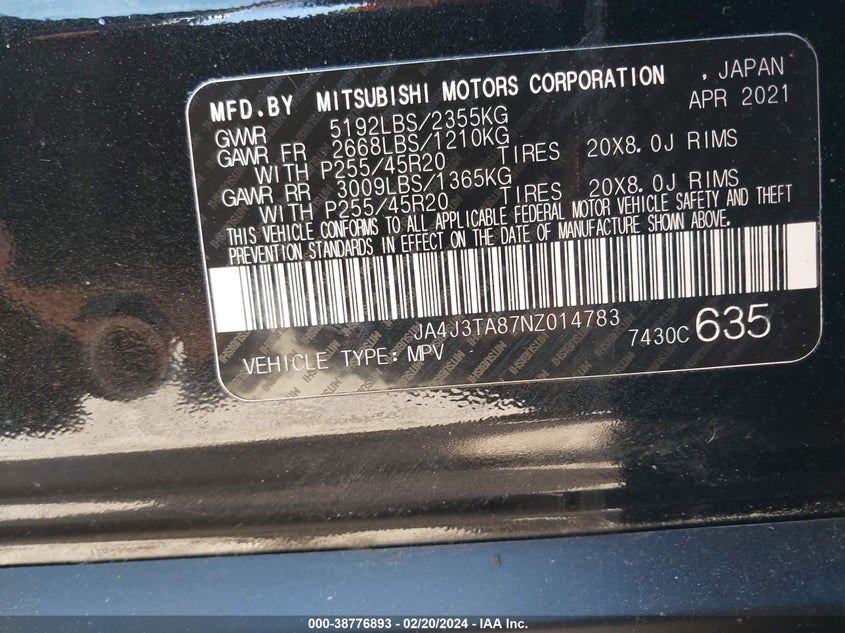 MFD.BY MITSUBISHI MOTORS CORPORATION , JAPAN
GVWR 5192LBS/2355KG APR 2021
GAWR FR 2668LBS/1210KG
WITH P255/45R20 TIRES 20X8.0J RIMS
GAWR RR 3009LBS/1365KG
WITH P255/45R20 TIRES 20X8.0J RIMS
THIS VEHICLE CONFORMS TO ALL APPLICABLE FEDERAL MOTOR VEHICLE SAFETY AND THEFT
PREVENTION STANDARDS IN EFFECT ON THE DATE OF MANUFACTURE SHOWN ABOVE.
JA4J3TA87NZ014783
VEHICLE TYPE: MPV 7430C 635
000-38776893 - 02/20/2024 - IAA Inc.